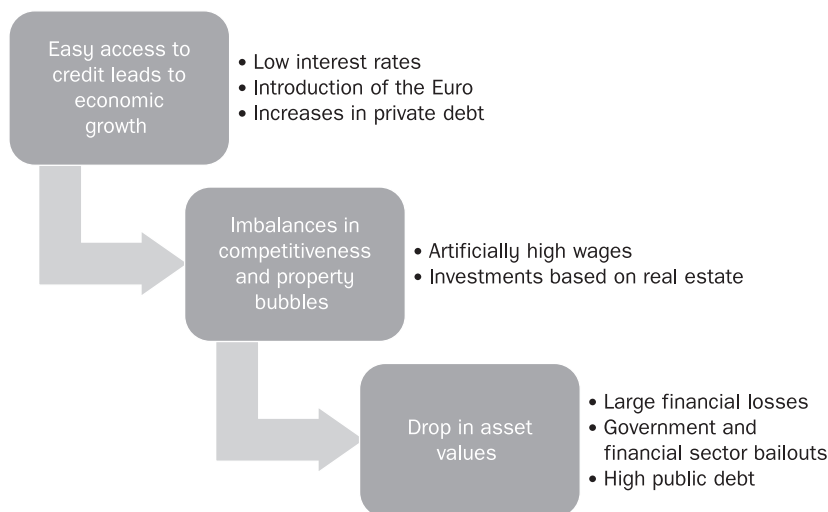 Easy access to
credit leads to
economic
growth
• Low interest rates
• Introduction of the Euro
• Increases in private debt
Imbalances in
competitiveness
and property
bubbles
• Artificially high wages
• Investments based on real estate
Drop in asset
values
• Large financial losses
• Government and
financial sector bailouts
• High public debt